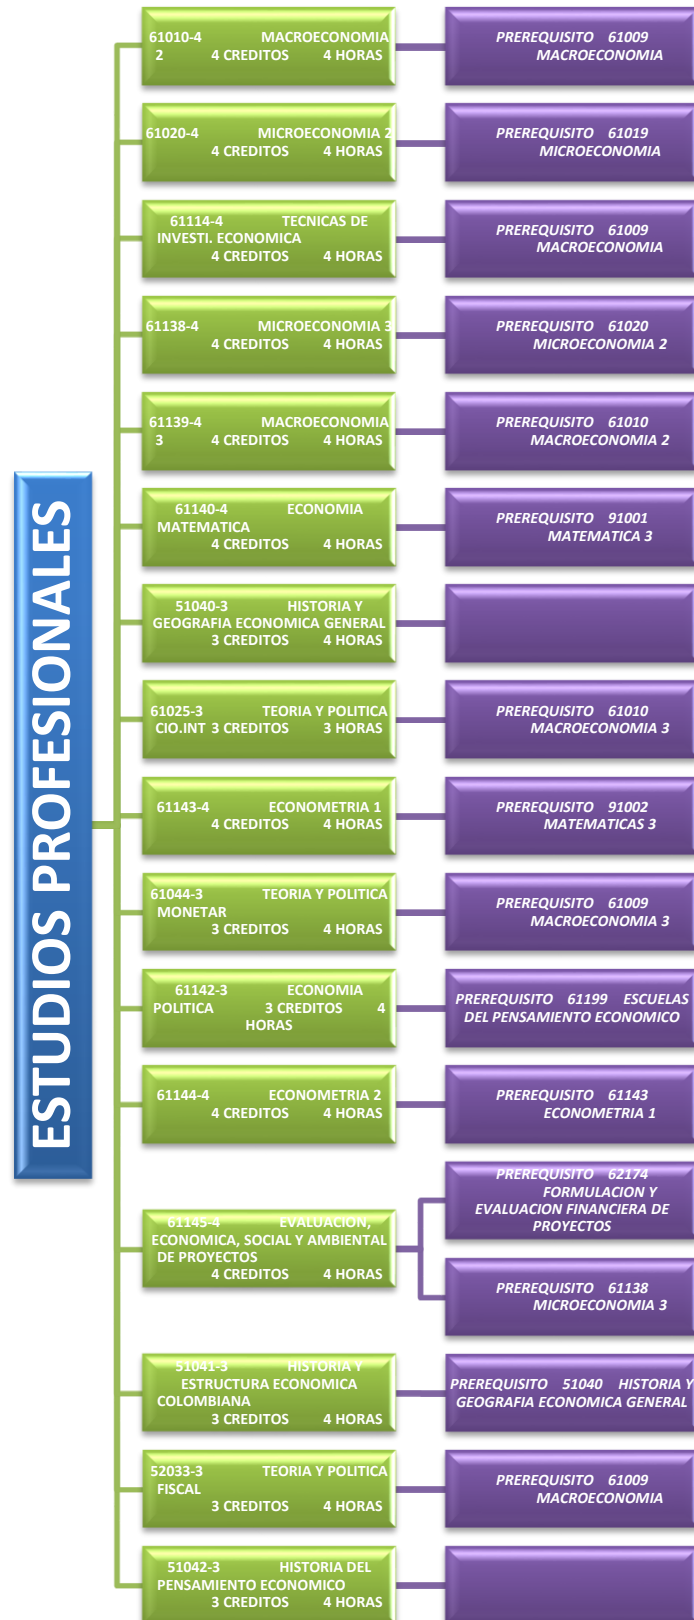 ESTUDIOS PROFESIONALES
61010-4 MACROECONOMIA
2 4 CREDITOS 4 HORAS
PREREQUISITO 61009
MACROECONOMIA
61020-4 MICROECONOMIA 2
4 CREDITOS 4 HORAS
PREREQUISITO 61019
MICROECONOMIA
61114-4 TECNICAS DE
INVESTI. ECONOMICA
4 CREDITOS 4 HORAS
PREREQUISITO 61009
MACROECONOMIA
61138-4 MICROECONOMIA 3
4 CREDITOS 4 HORAS
PREREQUISITO 61020
MICROECONOMIA 2
61139-4 MACROECONOMIA
3 4 CREDITOS 4 HORAS
PREREQUISITO 61010
MACROECONOMIA 2
61140-4 ECONOMIA
MATEMATICA
4 CREDITOS 4 HORAS
PREREQUISITO 91001
MATEMATICA 3
51040-3 HISTORIA Y
GEOGRAFIA ECONOMICA GENERAL
3 CREDITOS 4 HORAS
61025-3 TEORIA Y POLITICA
CIO.INT 3 CREDITOS 3 HORAS
PREREQUISITO 61010
MACROECONOMIA 3
61143-4 ECONOMETRIA 1
4 CREDITOS 4 HORAS
PREREQUISITO 91002
MATEMATICAS 3
61044-3 TEORIA Y POLITICA
MONETAR
3 CREDITOS 4 HORAS
PREREQUISITO 61009
MACROECONOMIA 3
61142-3 ECONOMIA
POLITICA 3 CREDITOS 4
HORAS
PREREQUISITO 61199 ESCUELAS
DEL PENSAMIENTO ECONOMICO
61144-4 ECONOMETRIA 2
4 CREDITOS 4 HORAS
PREREQUISITO 61143
ECONOMETRIA 1
61145-4 EVALUACION,
ECONOMICA, SOCIAL Y AMBIENTAL
DE PROYECTOS
4 CREDITOS 4 HORAS
PREREQUISITO 62174
FORMULACION Y
EVALUACION FINANCIERA DE
PROYECTOS
PREREQUISITO 61138
MICROECONOMIA 3
51041-3 HISTORIA Y
ESTRUCTURA ECONOMICA
COLOMBIANA
3 CREDITOS 4 HORAS
PREREQUISITO 51040 HISTORIA Y
GEOGRAFIA ECONOMICA GENERAL
52033-3 TEORIA Y POLITICA
FISCAL
3 CREDITOS 4 HORAS
PREREQUISITO 61009
MACROECONOMIA
51042-3 HISTORIA DEL
PENSAMIENTO ECONOMICO
3 CREDITOS 4 HORAS